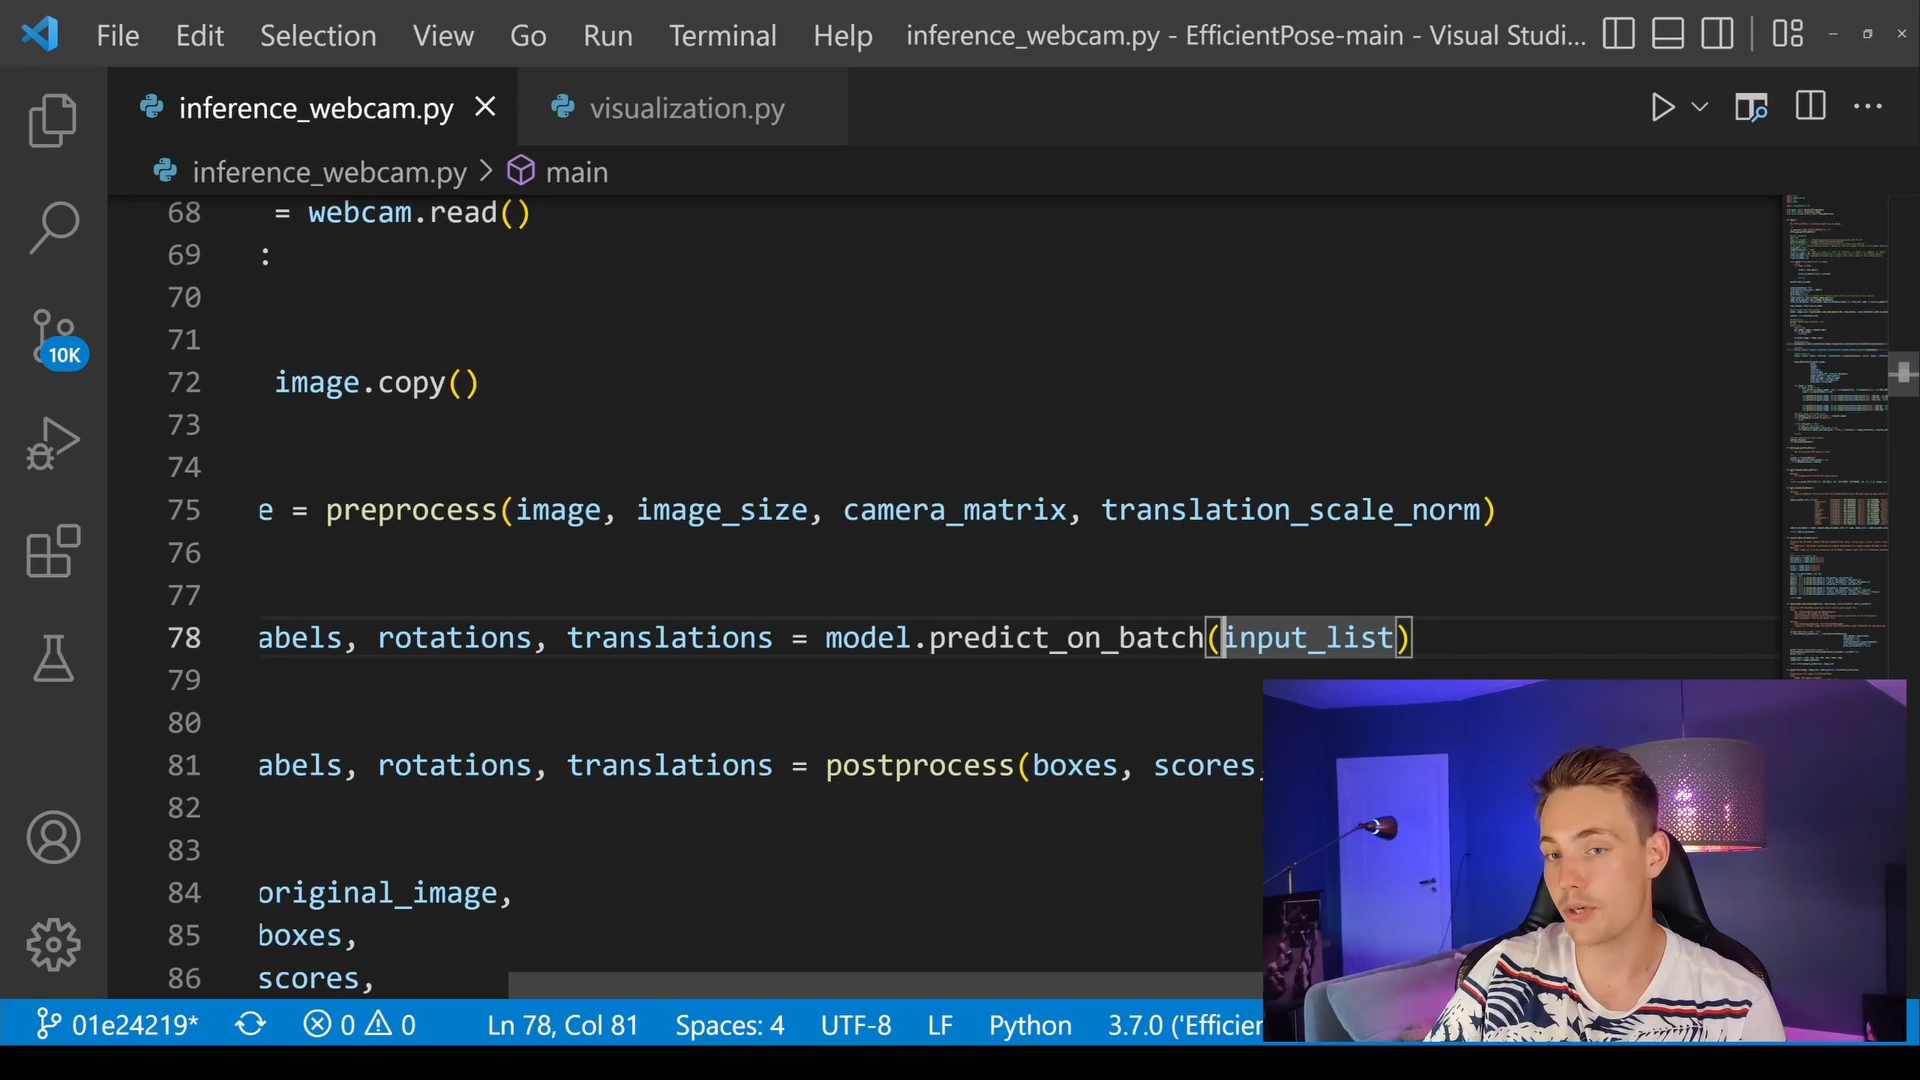 File Edit Selection View Go Run Terminal Help inference_webcam.py - EfficientPose-main - Visual Studi...
inference_webcam.py visualization.py
inference_webcam.py > main
68 = webcam.read()
69 :
70
71
72 image.copy()
73
74
75 e = preprocess(image, image_size, camera_matrix, translation_scale_norm)
76
77
78 abels, rotations, translations = model.predict_on_batch(input_list)
79
80
81 abels, rotations, translations = postprocess(boxes, scores,
82
83
84 original_image,
85 boxes,
86 scores,
10K
01e24219* 0 0 Ln 78, Col 81 Spaces: 4 UTF-8 LF Python 3.7.0 ('Efficier